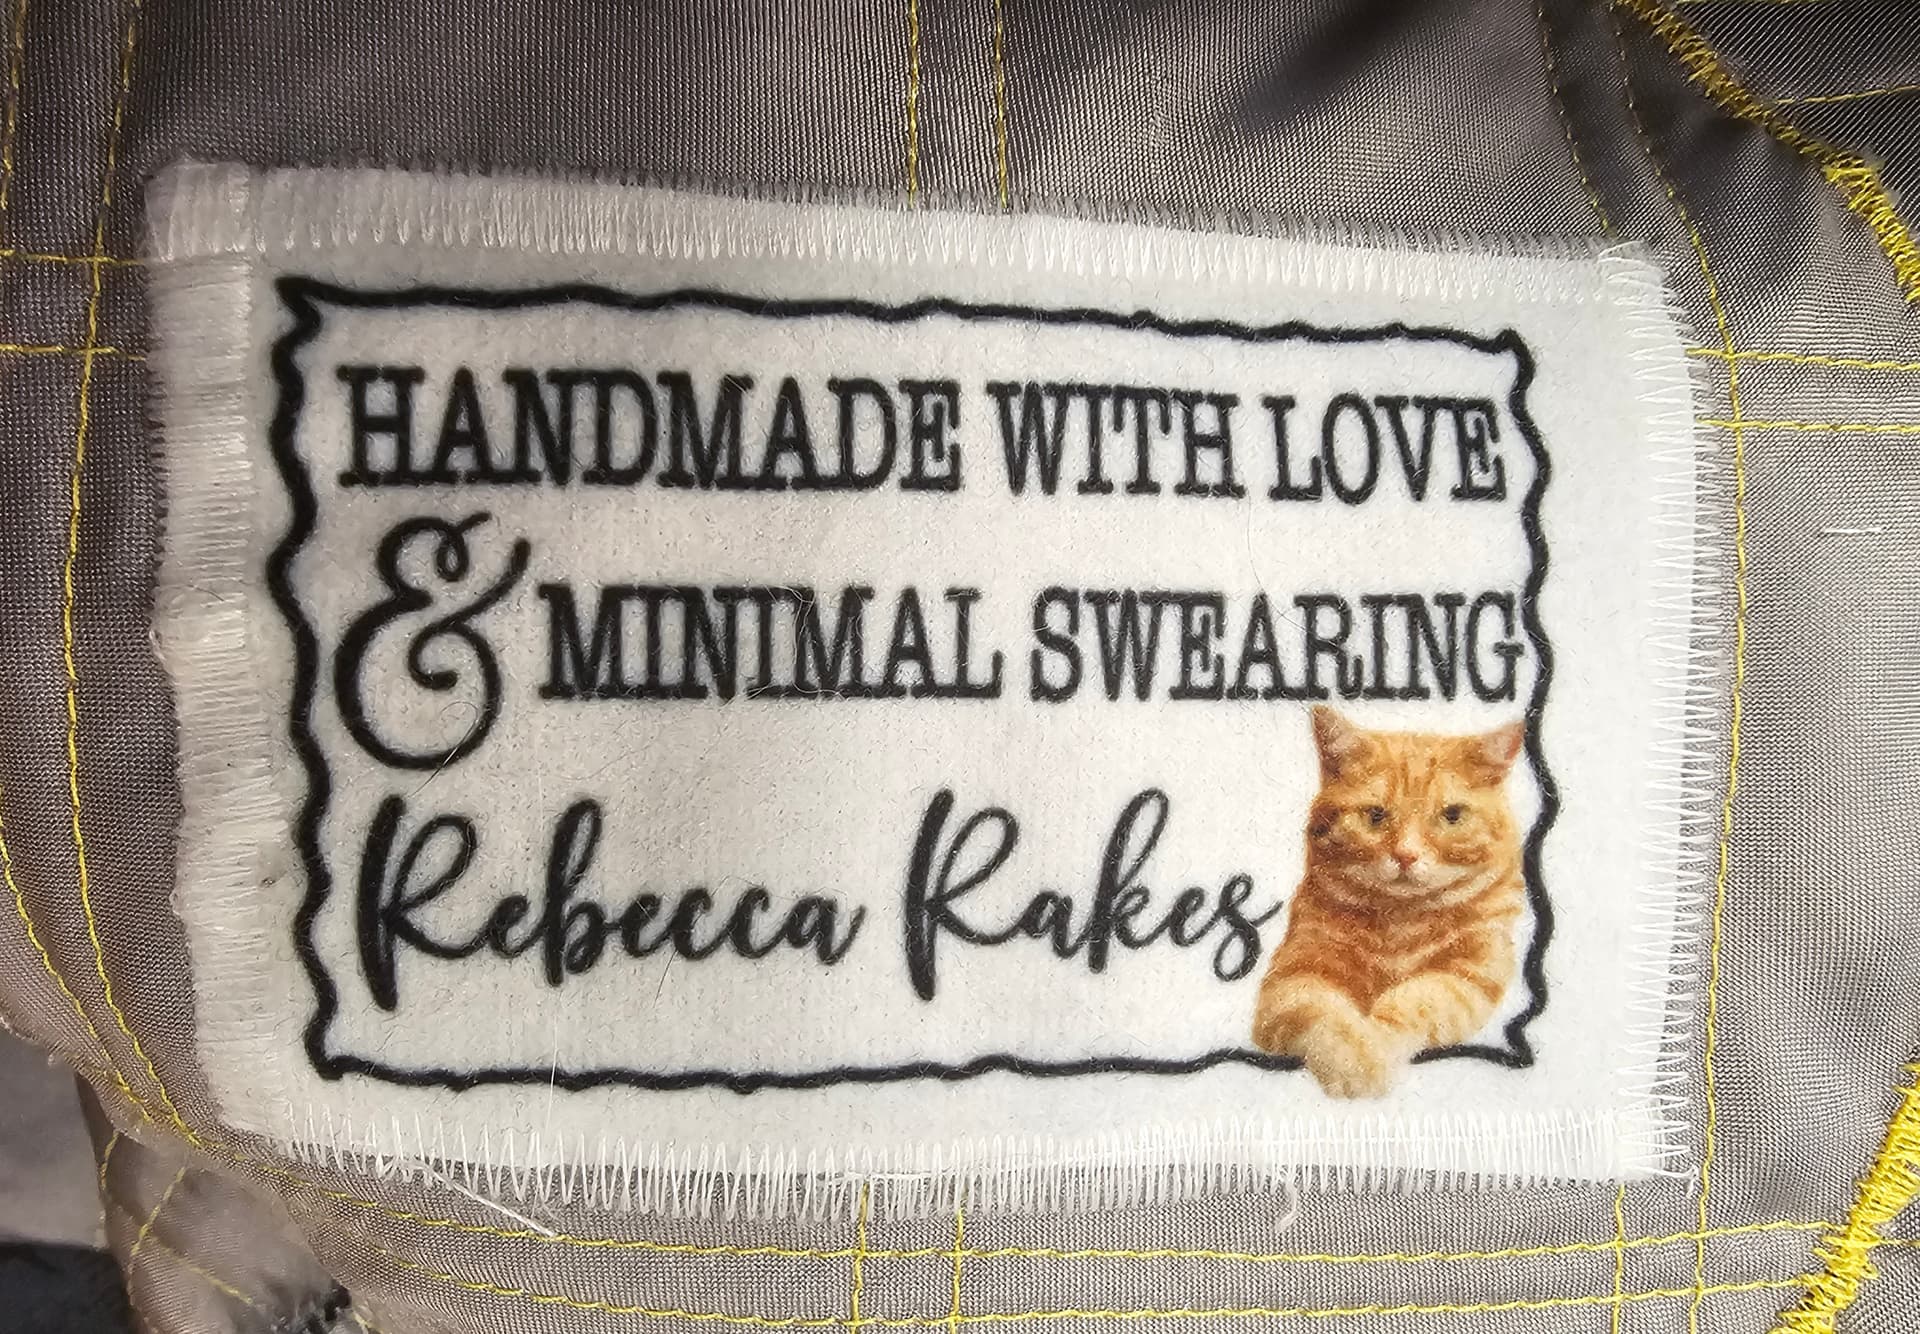 HANDMADE WITH LOVE
& MINIMAL SWEARING
Rebecca Rakes